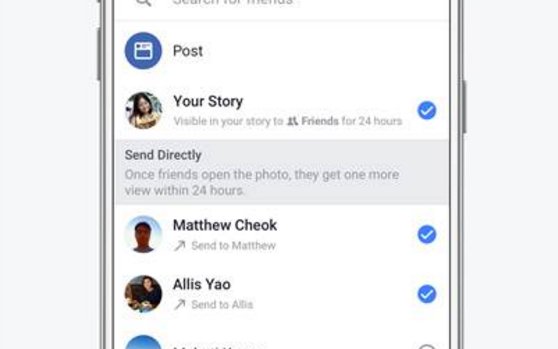 Search for friends
Post
Your Story
Visible in your story to Friends for 24 hours
Send Directly
Once friends open the photo, they get one more
view within 24 hours.
Matthew Cheok
Send to Matthew
Allis Yao
Send to Allis